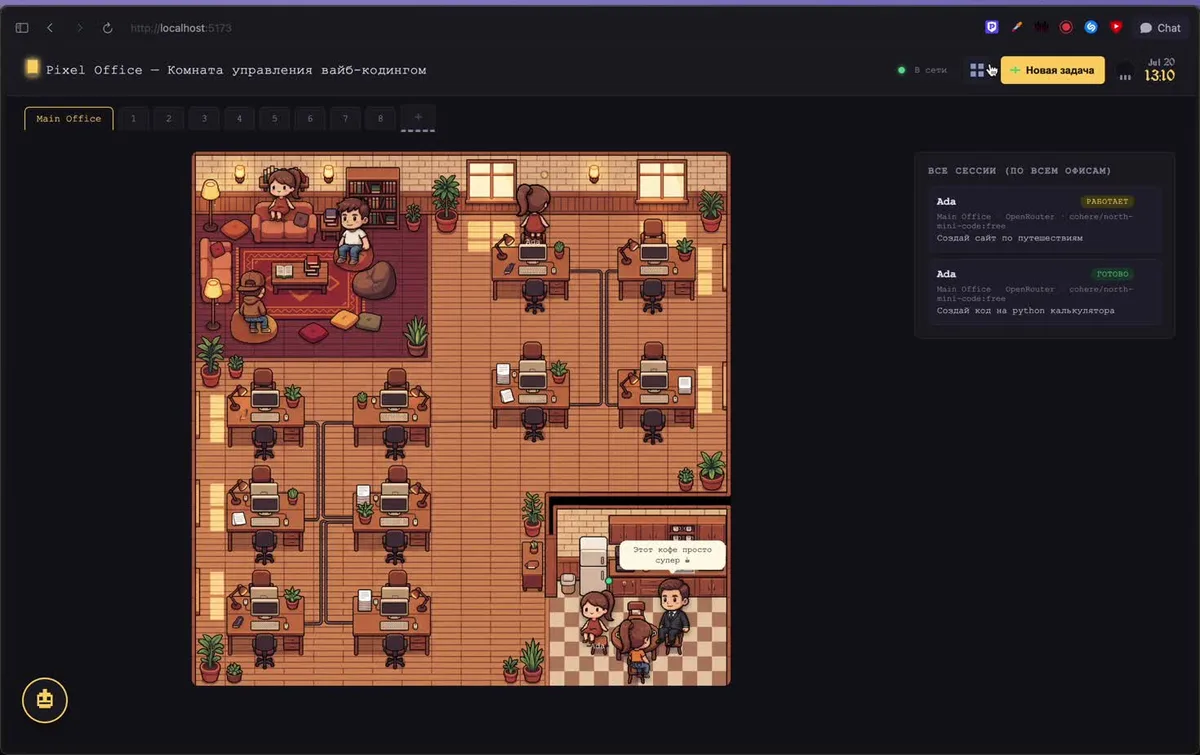 http://localhost:5173
Chat
Pixel Office — Комната управления вайб-кодингом
В сети
+ Новая задача
Jul 20
13:10
Main Office
1
2
3
4
5
6
7
8
+
ВСЕ СЕССИИ (ПО ВСЕМ ОФИСАМ)
Ada
РАБОТАЕТ
Main Office · OpenRouter · cohere/north-
mini-code:free
Создай сайт по путешествиям
Ada
ГОТОВО
Main Office · OpenRouter · cohere/north-
mini-code:free
Создай код на python калькулятора
Ada
Этот кофе просто
супер ☕